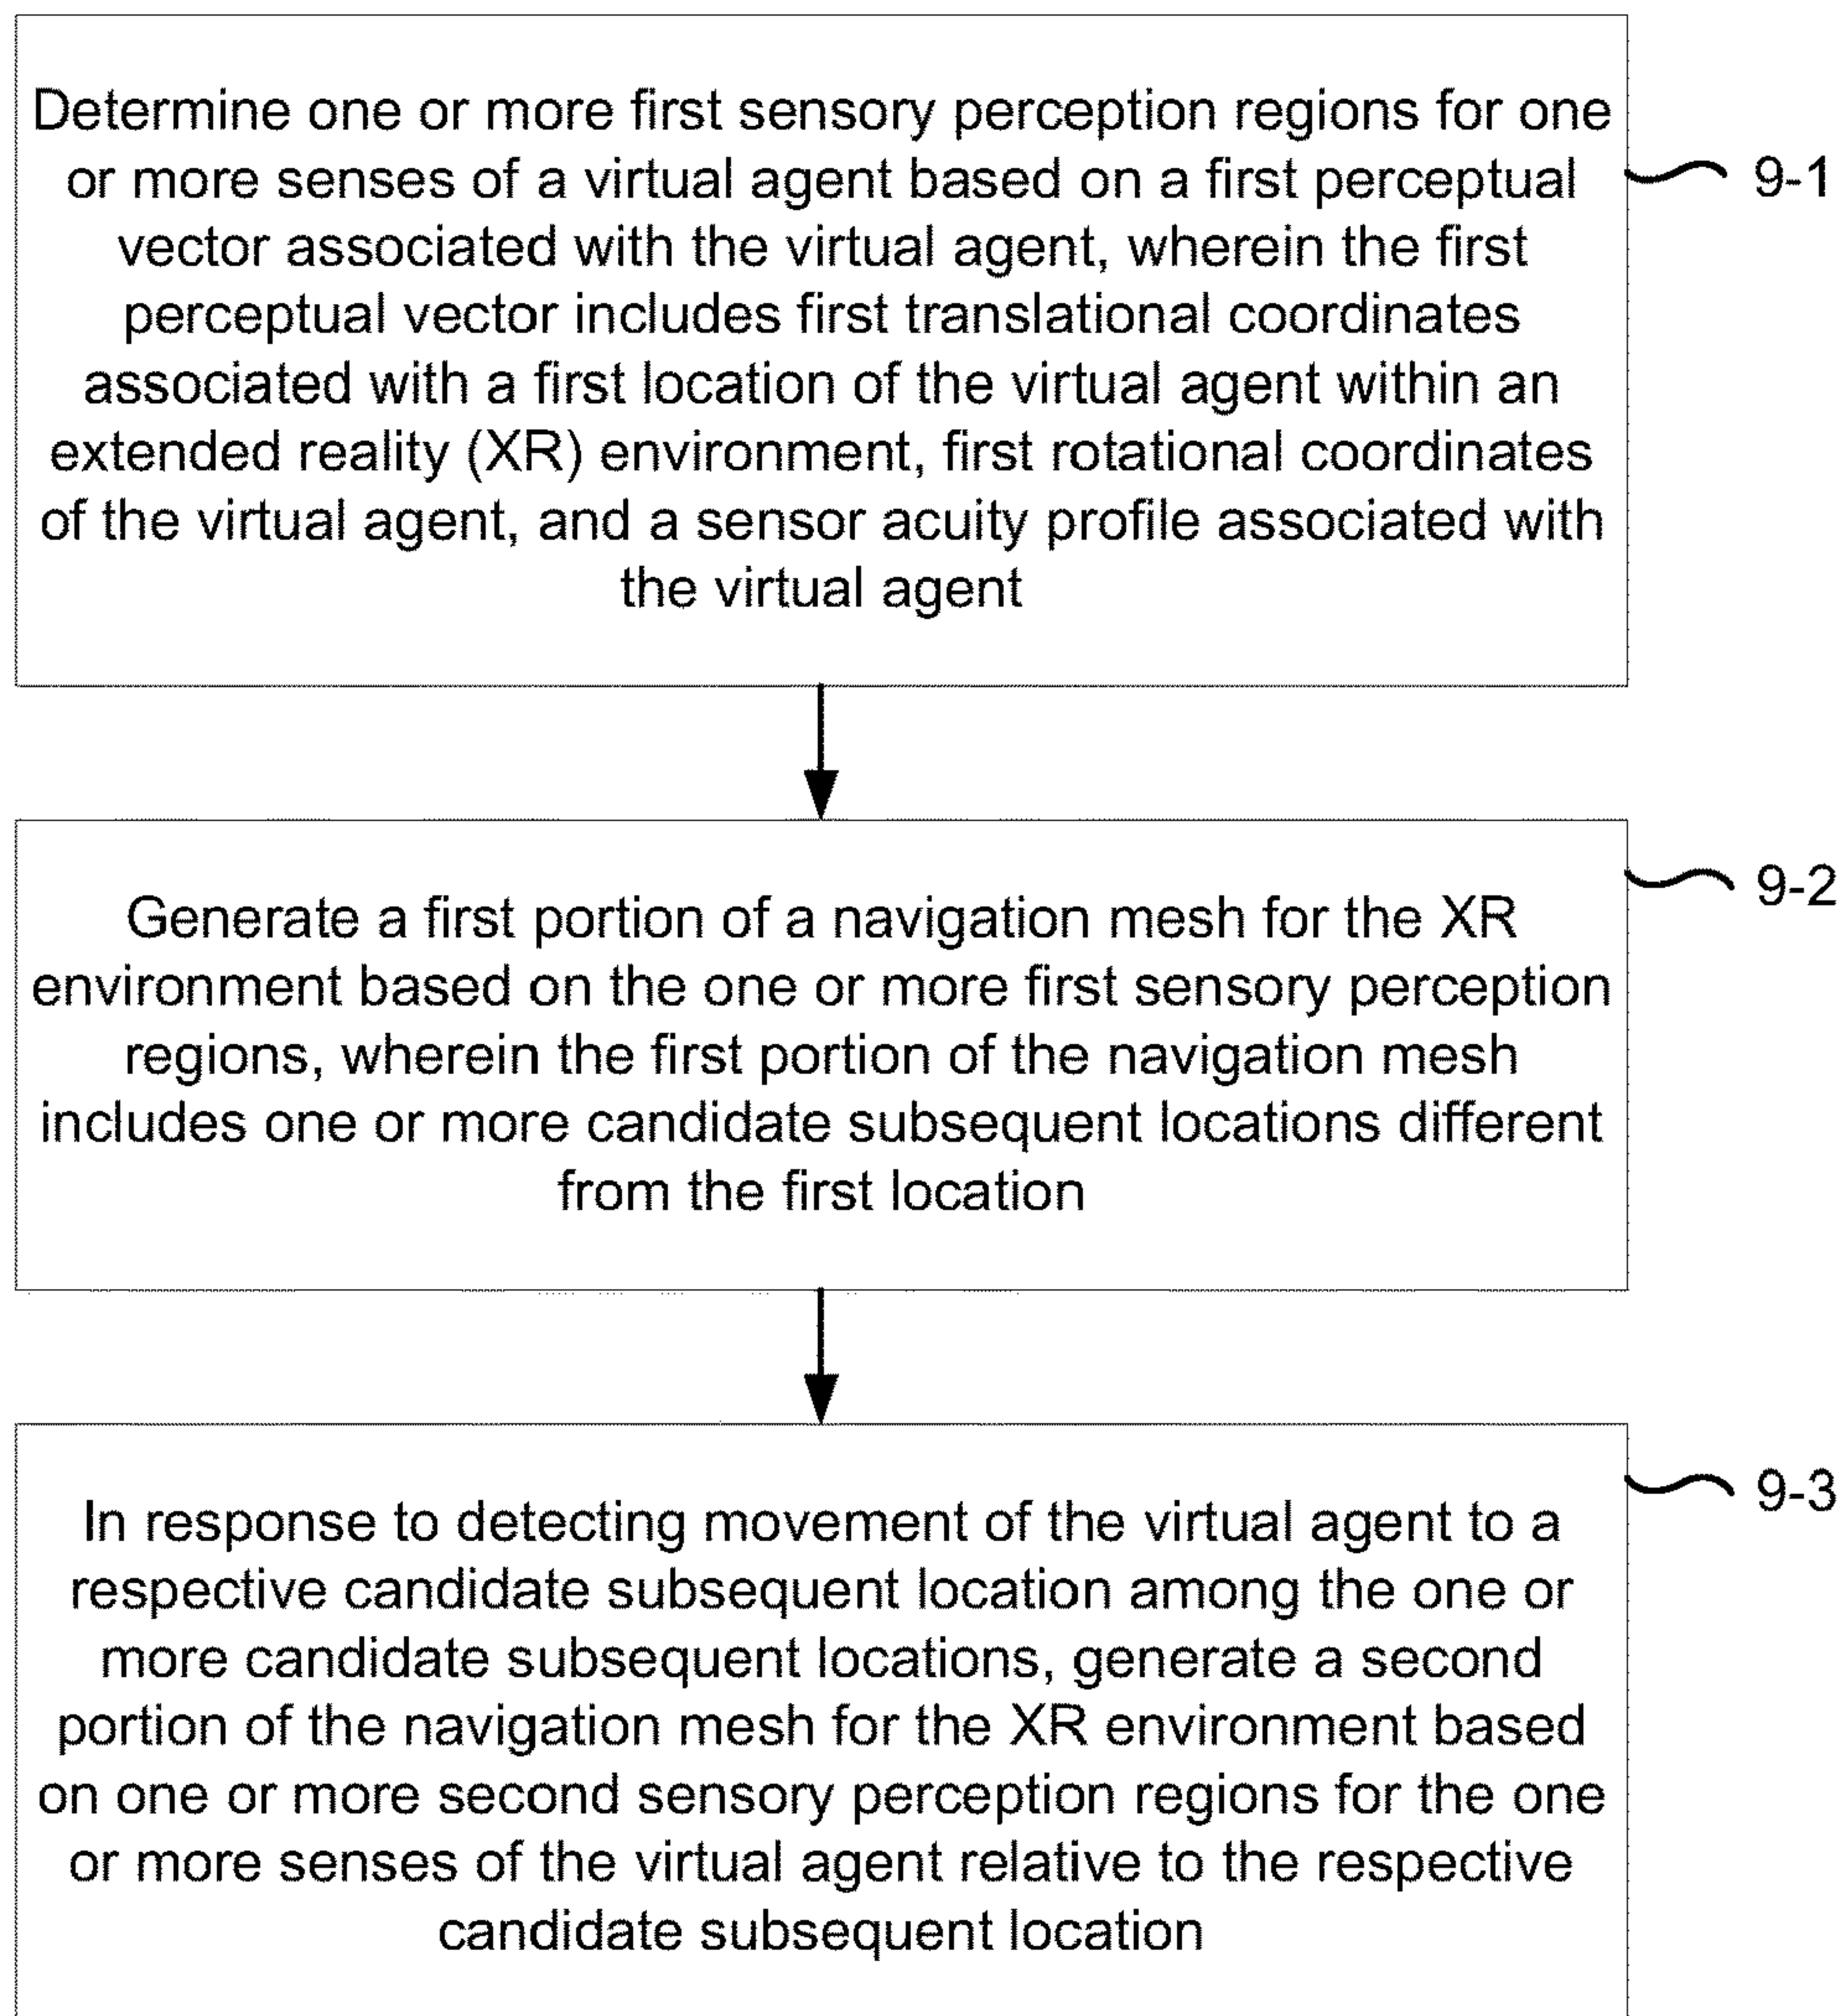 Determine one or more first sensory perception regions for one
or more senses of a virtual agent based on a first perceptual
vector associated with the virtual agent, wherein the first
perceptual vector includes first translational coordinates
associated with a first location of the virtual agent within an
extended reality (XR) environment, first rotational coordinates
of the virtual agent, and a sensor acuity profile associated with
the virtual agent
9-1
Generate a first portion of a navigation mesh for the XR
environment based on the one or more first sensory perception
regions, wherein the first portion of the navigation mesh
includes one or more candidate subsequent locations different
from the first location
9-2
In response to detecting movement of the virtual agent to a
respective candidate subsequent location among the one or
more candidate subsequent locations, generate a second
portion of the navigation mesh for the XR environment based
on one or more second sensory perception regions for the one
or more senses of the virtual agent relative to the respective
candidate subsequent location
9-3